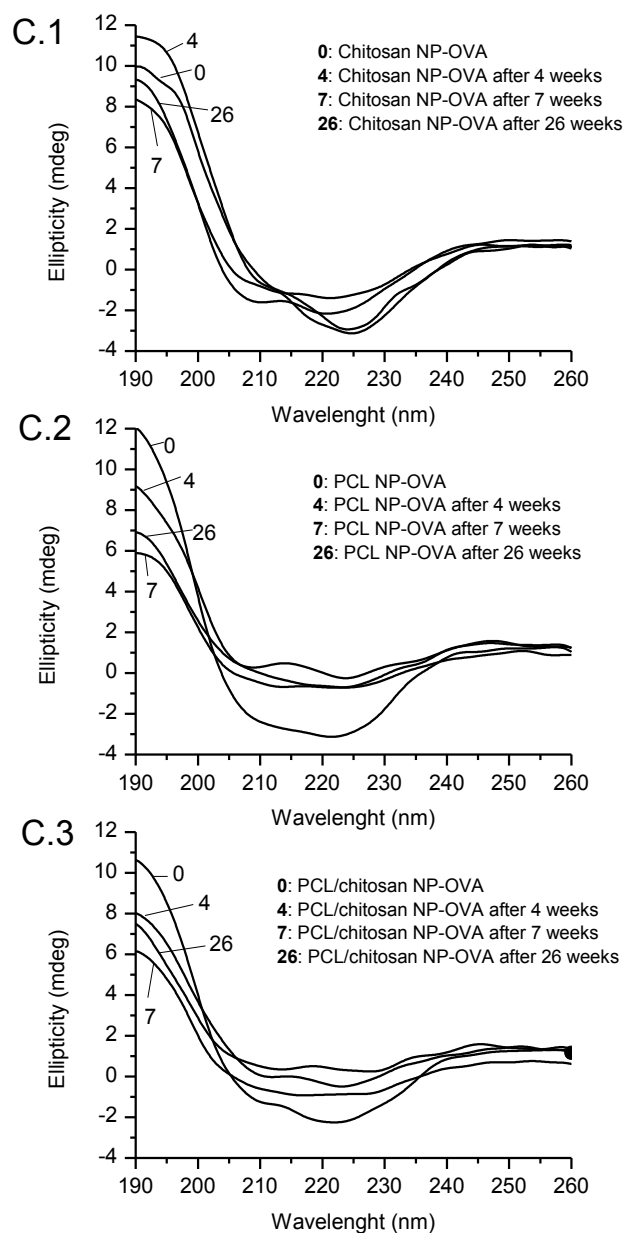 C.1
12
10
8
6
4
2
0
-2
-4
190 200 210 220 230 240 250 260
Wavelenght (nm)
Ellipticity (mdeg)
4
0
26
7
0: Chitosan NP-OVA
4: Chitosan NP-OVA after 4 weeks
7: Chitosan NP-OVA after 7 weeks
26: Chitosan NP-OVA after 26 weeks
C.2
12
10
8
6
4
2
0
-2
-4
190 200 210 220 230 240 250 260
Wavelenght (nm)
Ellipticity (mdeg)
0
4
26
7
0: PCL NP-OVA
4: PCL NP-OVA after 4 weeks
7: PCL NP-OVA after 7 weeks
26: PCL NP-OVA after 26 weeks
C.3
12
10
8
6
4
2
0
-2
-4
190 200 210 220 230 240 250 260
Wavelenght (nm)
Ellipticity (mdeg)
0
4
26
7
0: PCL/chitosan NP-OVA
4: PCL/chitosan NP-OVA after 4 weeks
7: PCL/chitosan NP-OVA after 7 weeks
26: PCL/chitosan NP-OVA after 26 weeks